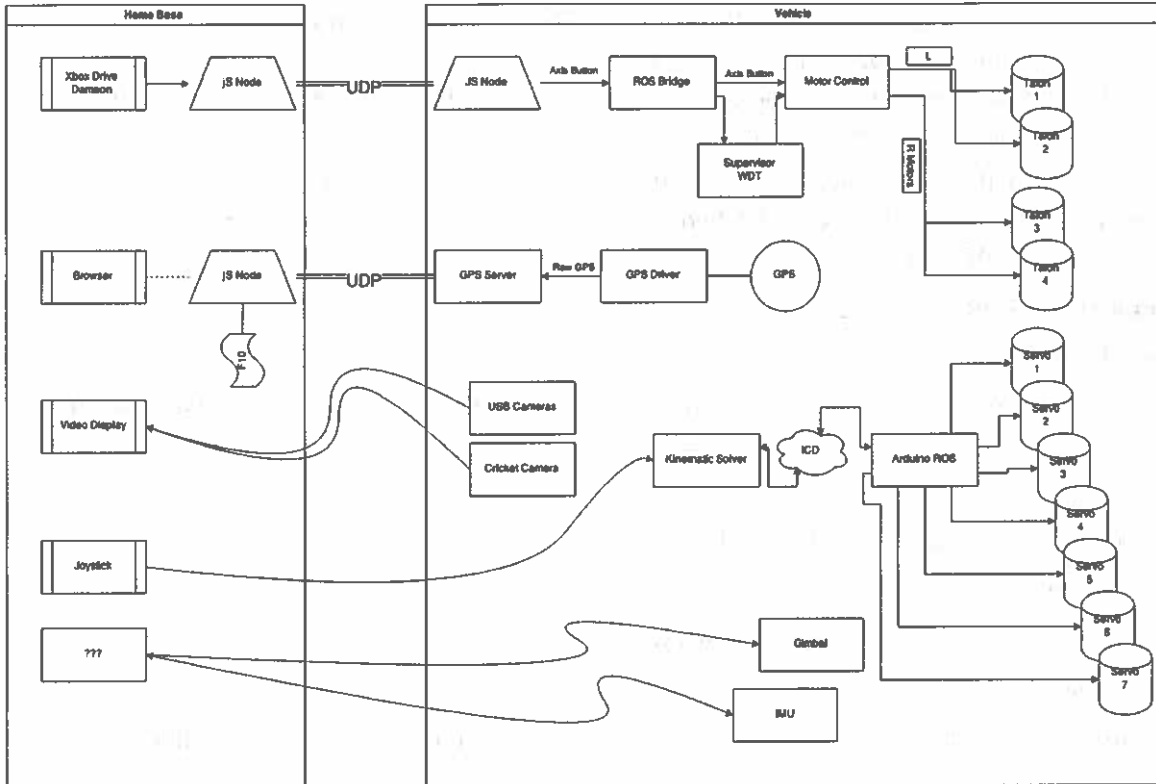 Home Base
Vehicle
Xbox Drive
Damson
jS Node
UDP
JS Node
Axis Button
ROS Bridge
Axis Button
Motor Control
L
R Motors
Supervisor
WDT
Talon
1
Talon
2
Talon
3
Talon
4
Browser
jS Node
UDP
GPS Server
Raw GPS
GPS Driver
GPS
F10
Video Display
USB Cameras
Cricket Camera
Kinematic Solver
ICD
Arduino ROS
Servo
1
Servo
2
Servo
3
Servo
4
Servo
5
Servo
6
Servo
7
Joystick
???
Gimbal
IMU